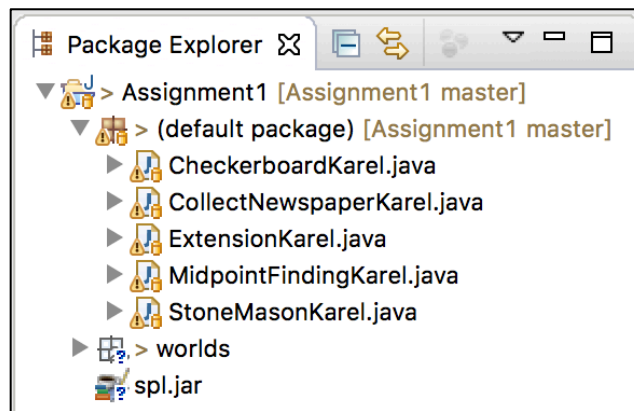 Package Explorer
> Assignment1 [Assignment1 master]
> (default package) [Assignment1 master]
CheckerboardKarel.java
CollectNewspaperKarel.java
ExtensionKarel.java
MidpointFindingKarel.java
StoneMasonKarel.java
> worlds
spl.jar